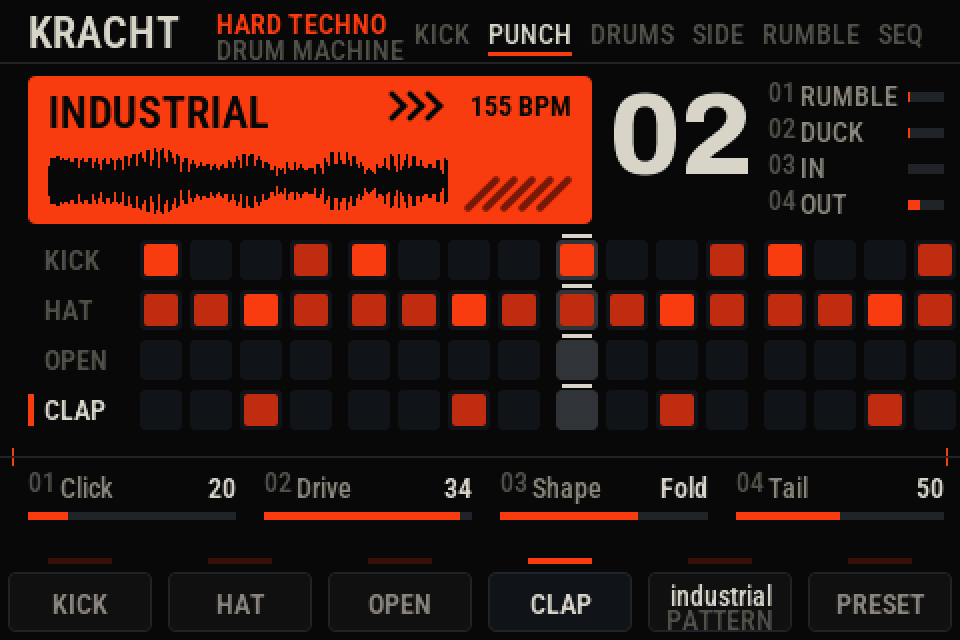 KRACHT HARD TECHNO
DRUM MACHINE
KICK PUNCH DRUMS SIDE RUMBLE SEQ
INDUSTRIAL 155 BPM
02
01 RUMBLE
02 DUCK
03 IN
04 OUT
KICK
HAT
OPEN
CLAP
01 Click 20 02 Drive 34 03 Shape Fold 04 Tail 50
KICK HAT OPEN CLAP industrial PRESET
PATTERN